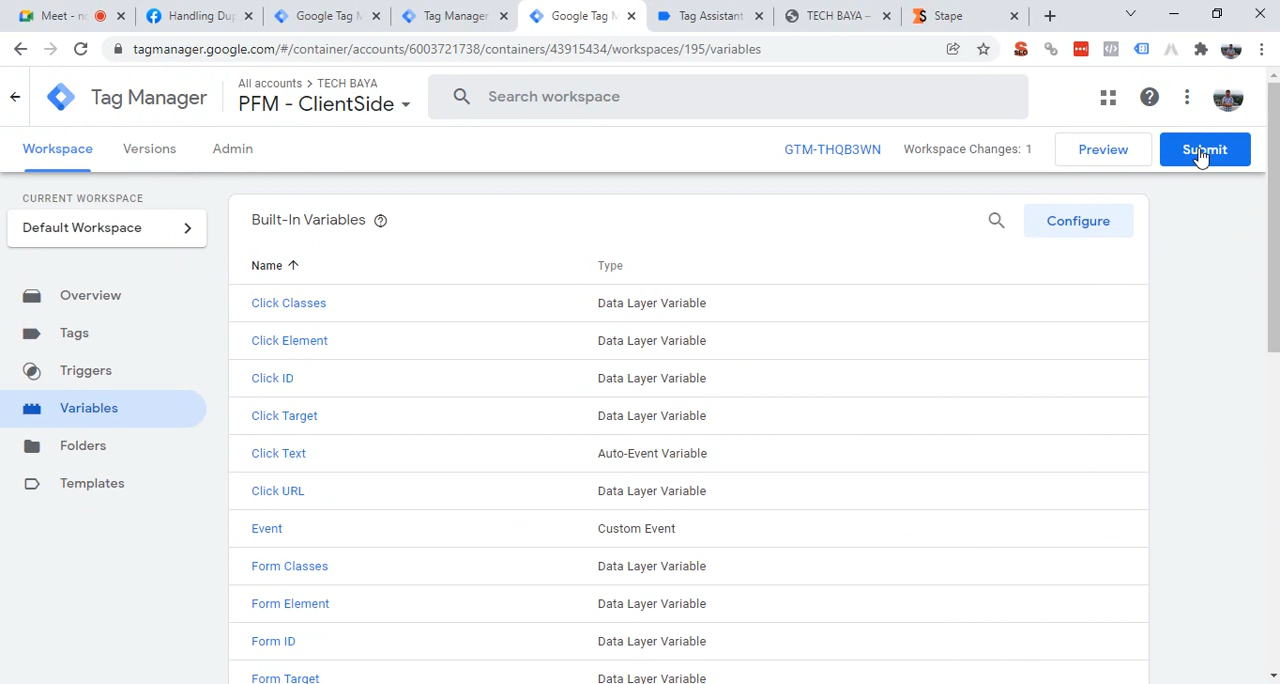 Meet - no
Handling Dup
Google Tag M
Tag Manager
Google Tag M
Tag Assistant
TECH BAYA –
Stape
tagmanager.google.com/#/container/accounts/6003721738/containers/43915434/workspaces/195/variables
Tag Manager
All accounts > TECH BAYA
PFM - ClientSide
Search workspace
Workspace
Versions
Admin
GTM-THQB3WN
Workspace Changes: 1
Preview
Submit
CURRENT WORKSPACE
Default Workspace
Overview
Tags
Triggers
Variables
Folders
Templates
Built-In Variables
Configure
Name Type
Click Classes Data Layer Variable
Click Element Data Layer Variable
Click ID Data Layer Variable
Click Target Data Layer Variable
Click Text Auto-Event Variable
Click URL Data Layer Variable
Event Custom Event
Form Classes Data Layer Variable
Form Element Data Layer Variable
Form ID Data Layer Variable
Form Target Data Layer Variable